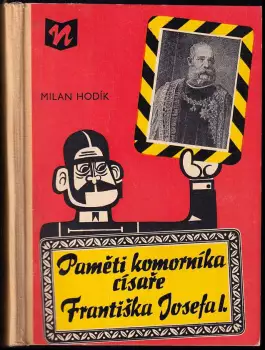 n
MILAN HODÍK
Paměti komorníka
císaře
Františka Josefa I.